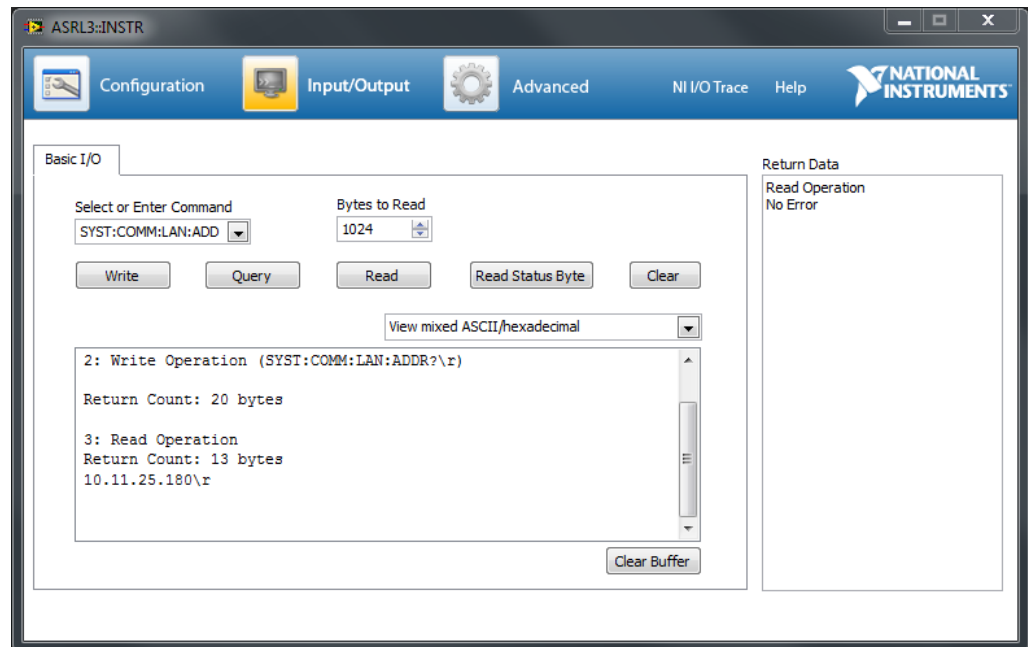 ASRL3::INSTR
Configuration Input/Output Advanced NI I/O Trace Help NATIONAL INSTRUMENTS
Basic I/O
Select or Enter Command
SYST:COMM:LAN:ADD
Bytes to Read
1024
Write Query Read Read Status Byte Clear
View mixed ASCII/hexadecimal
2: Write Operation (SYST:COMM:LAN:ADDR?\r)
Return Count: 20 bytes
3: Read Operation
Return Count: 13 bytes
10.11.25.180\r
Clear Buffer
Return Data
Read Operation
No Error